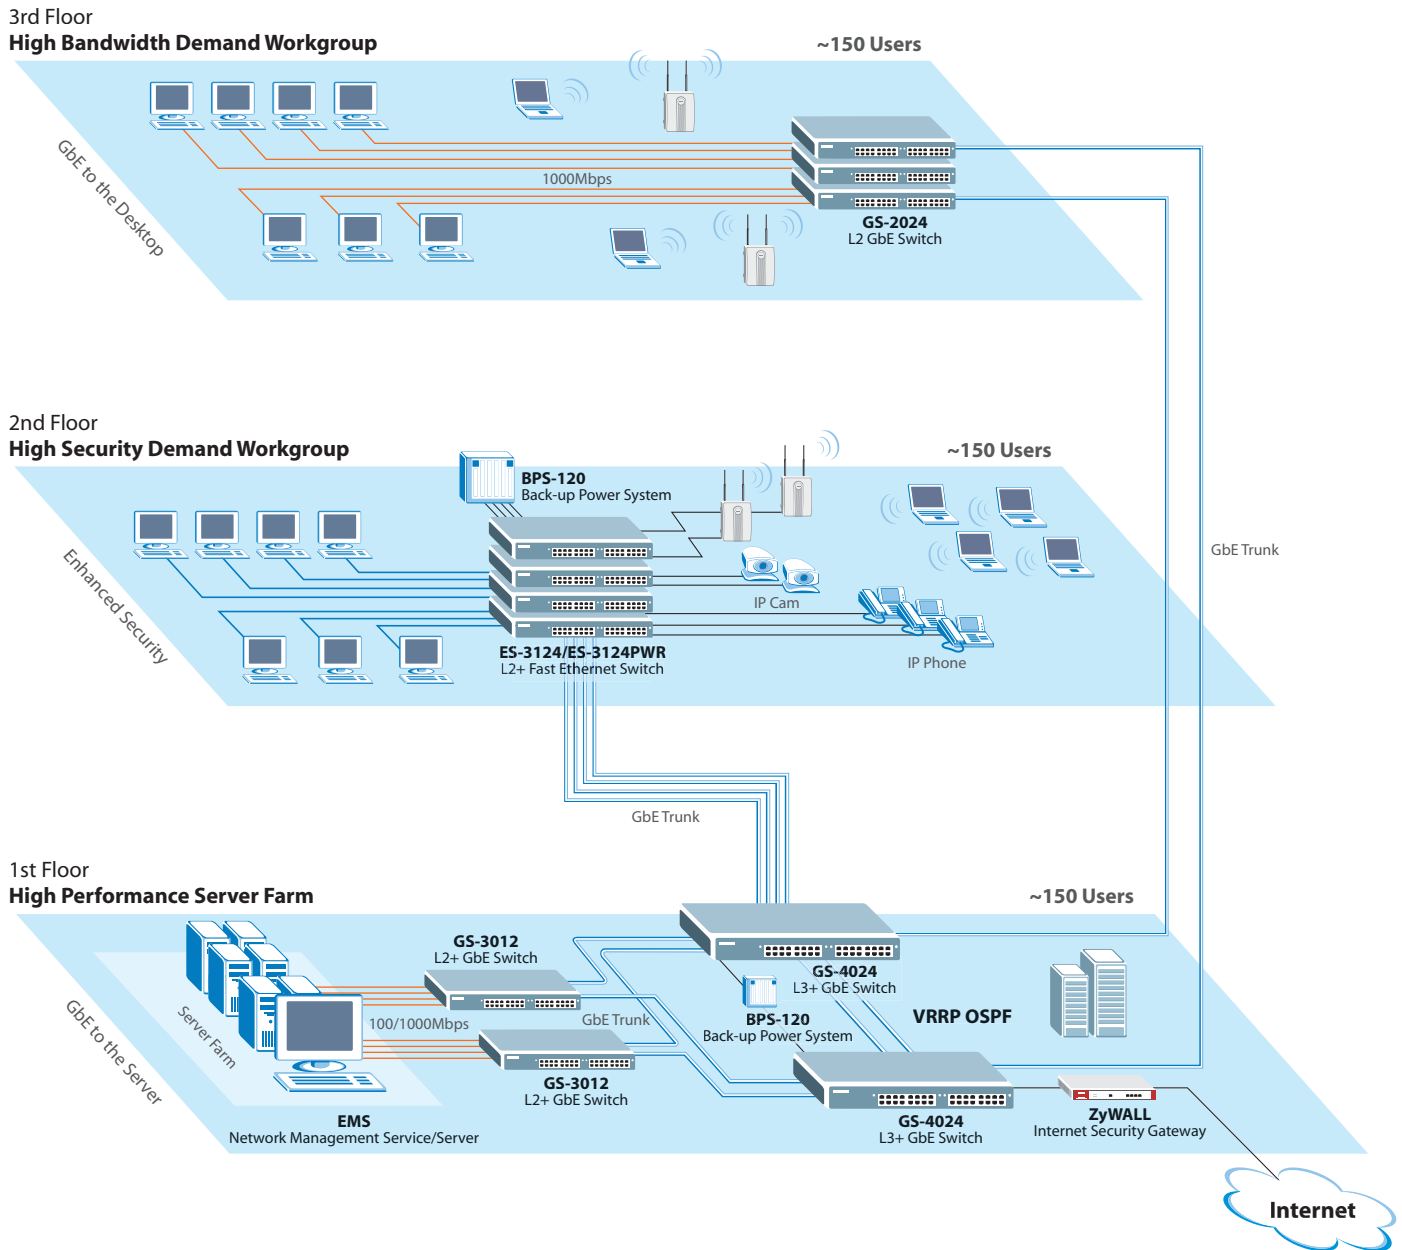 3rd Floor
High Bandwidth Demand Workgroup
~150 Users
GbE to the Desktop
1000Mbps
GS-2024
L2 GbE Switch
2nd Floor
High Security Demand Workgroup
~150 Users
BPS-120
Back-up Power System
Enhanced Security
IP Cam
IP Phone
ES-3124/ES-3124PWR
L2+ Fast Ethernet Switch
GbE Trunk
GbE Trunk
1st Floor
High Performance Server Farm
~150 Users
GS-3012
L2+ GbE Switch
GS-4024
L3+ GbE Switch
GbE to the Server
Server Farm
100/1000Mbps
GbE Trunk
BPS-120
Back-up Power System
VRRP OSPF
GS-3012
L2+ GbE Switch
EMS
Network Management Service/Server
GS-4024
L3+ GbE Switch
ZyWALL
Internet Security Gateway
Internet